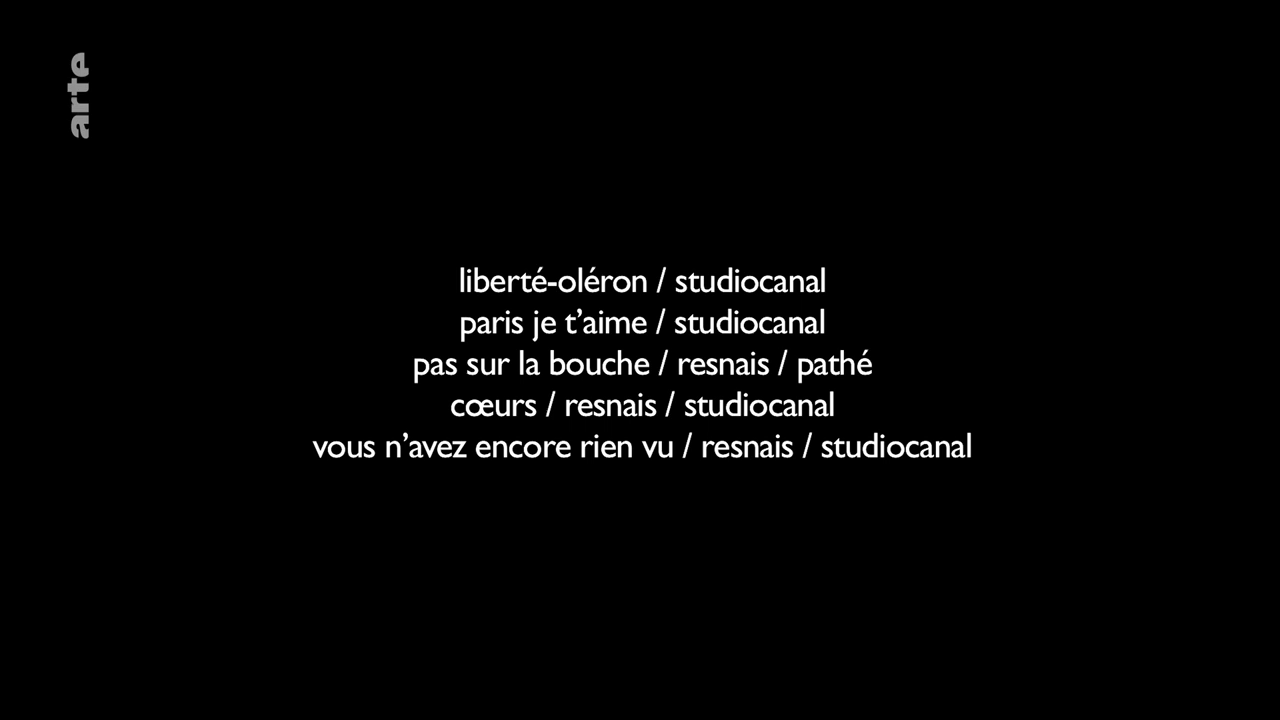 arte
liberté-oléron / studiocanal
paris je t’aime / studiocanal
pas sur la bouche / resnais / pathé
cœurs / resnais / studiocanal
vous n’avez encore rien vu / resnais / studiocanal